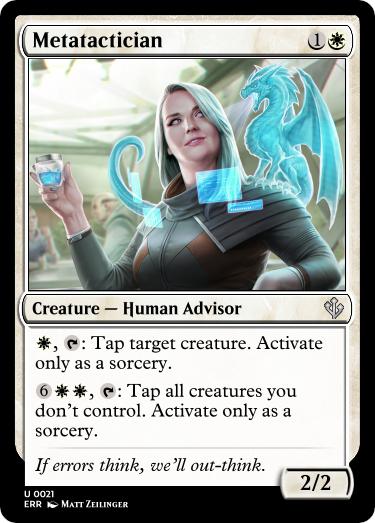 Metatactician 1
Creature — Human Advisor
, : Tap target creature. Activate
only as a sorcery.
6, : Tap all creatures you
don't control. Activate only as a
sorcery.
If errors think, we'll out-think.
2/2
U 0021
ERR Matt Zeilinger